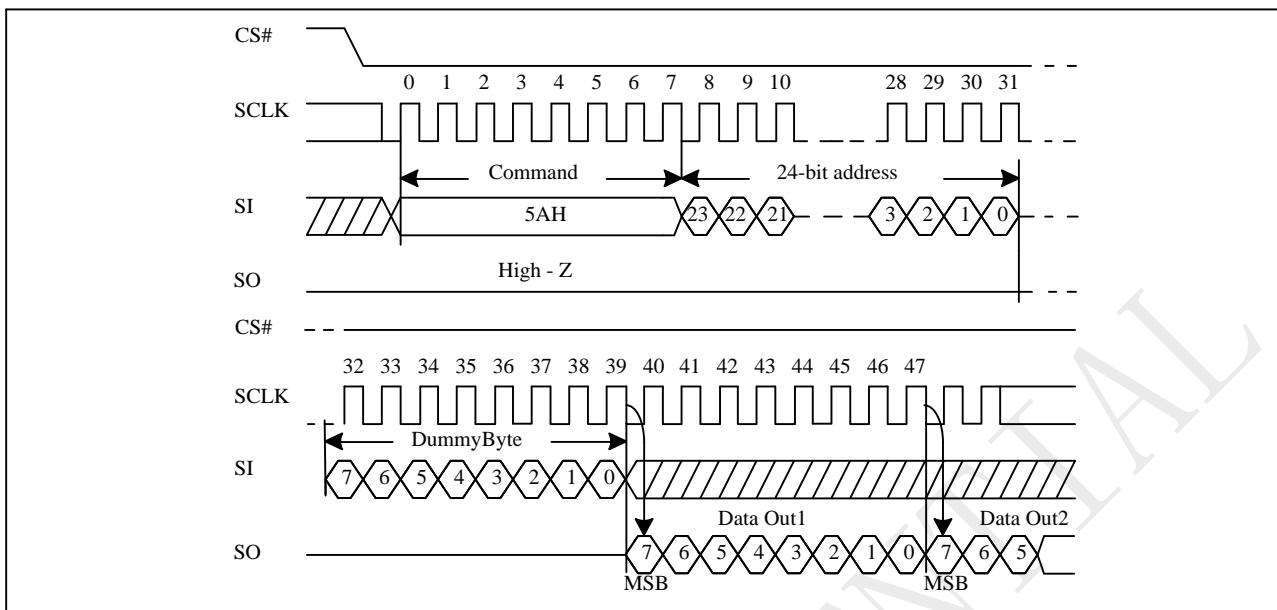 CS#
0 1 2 3 4 5 6 7 8 9 10 28 29 30 31
SCLK
Command 24-bit address
SI 5AH 23 22 21 3 2 1 0
High - Z
SO
CS#
32 33 34 35 36 37 38 39 40 41 42 43 44 45 46 47
SCLK
DummyByte
SI 7 6 5 4 3 2 1 0
Data Out1 Data Out2
SO 7 6 5 4 3 2 1 0 7 6 5
MSB MSB